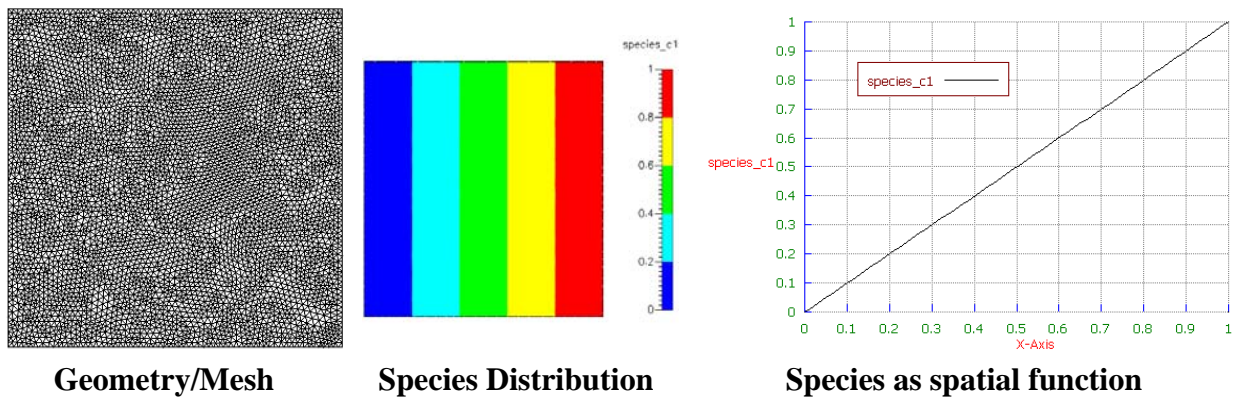 species_c1
1
0.8
0.6
0.4
0.2
0
1
0.9
0.8
0.7
0.6
0.5
0.4
0.3
0.2
0.1
0
species_c1
species_c1
0 0.1 0.2 0.3 0.4 0.5 0.6 0.7 0.8 0.9 1
X-Axis
Geometry/Mesh Species Distribution Species as spatial function